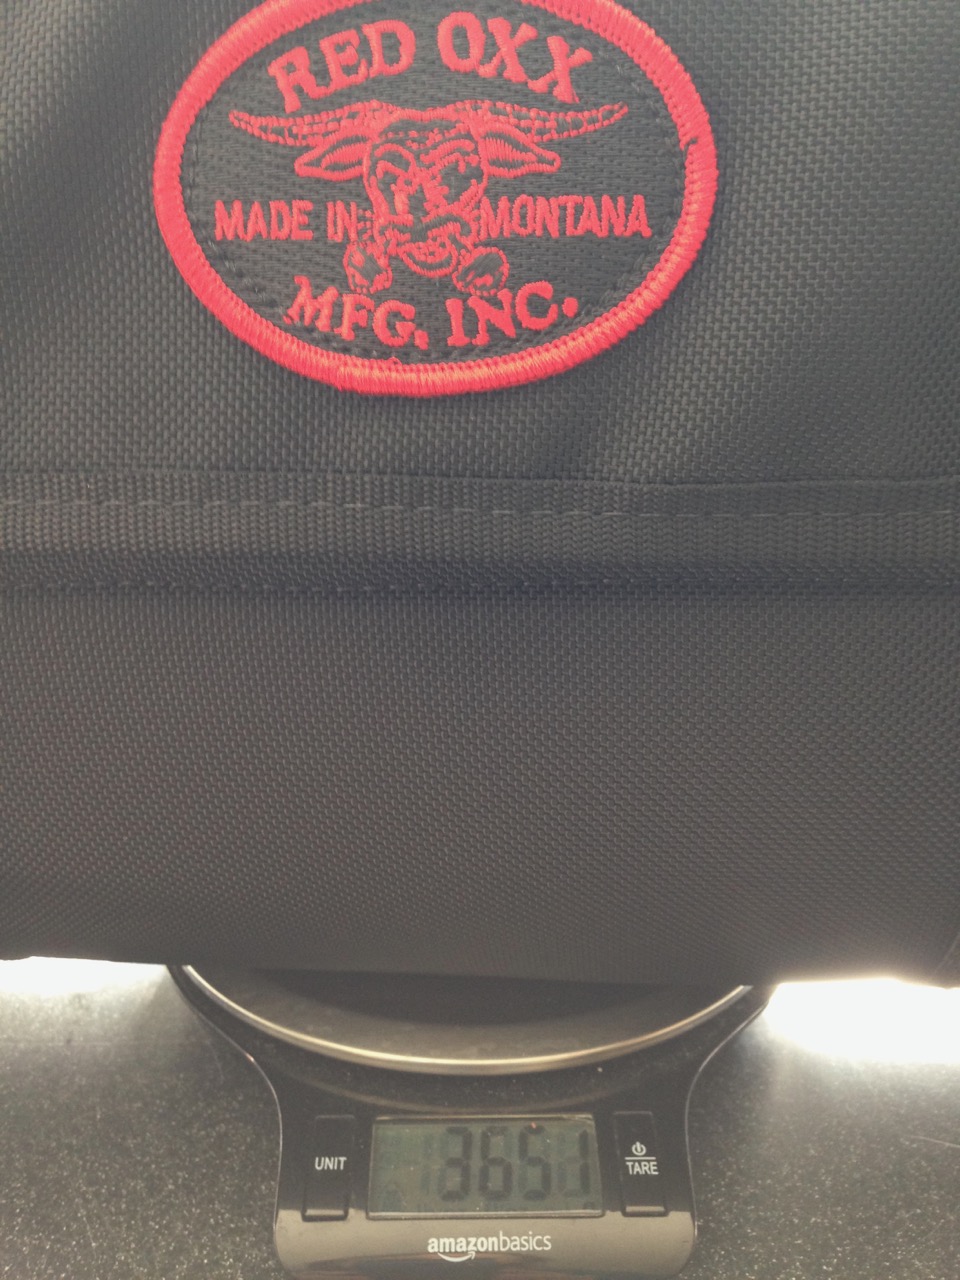 RED OXX
MADE IN MONTANA
MFG. INC.
UNIT
3651
TARE
amazonbasics